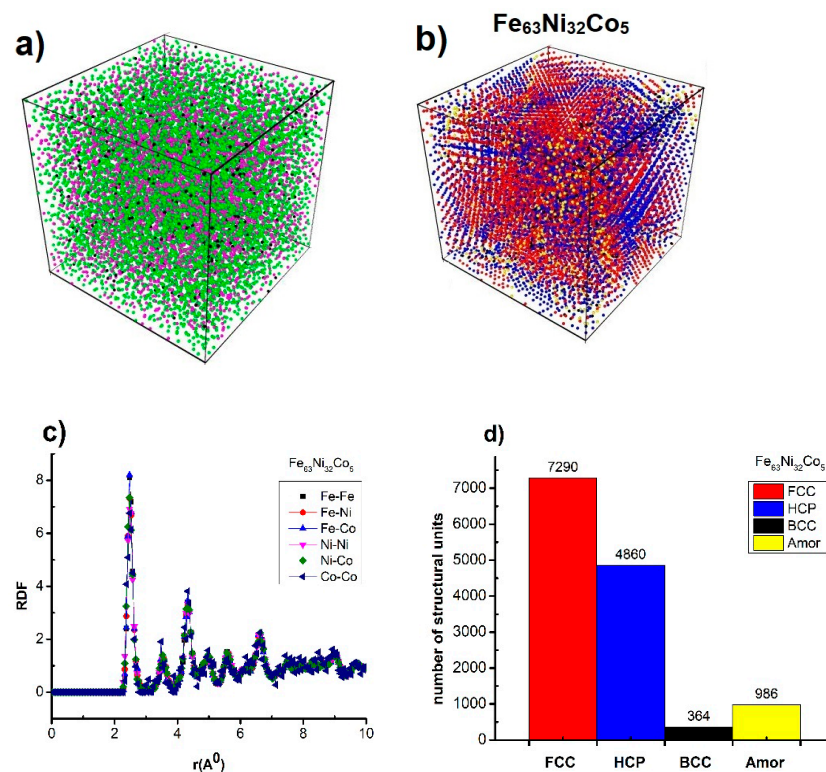 a)
b)
Fe₆₃Ni₃₂Co₅
c)
Fe₆₃Ni₃₂Co₅
Fe-Fe
Fe-Ni
Fe-Co
Ni-Ni
Ni-Co
Co-Co
RDF
8
6
4
2
0
0 2 4 6 8 10
r(A⁰)
d)
Fe₆₃Ni₃₂Co₅
FCC
HCP
BCC
Amor
number of structural units
7000
6000
5000
4000
3000
2000
1000
0
7290
4860
364
986
FCC HCP BCC Amor